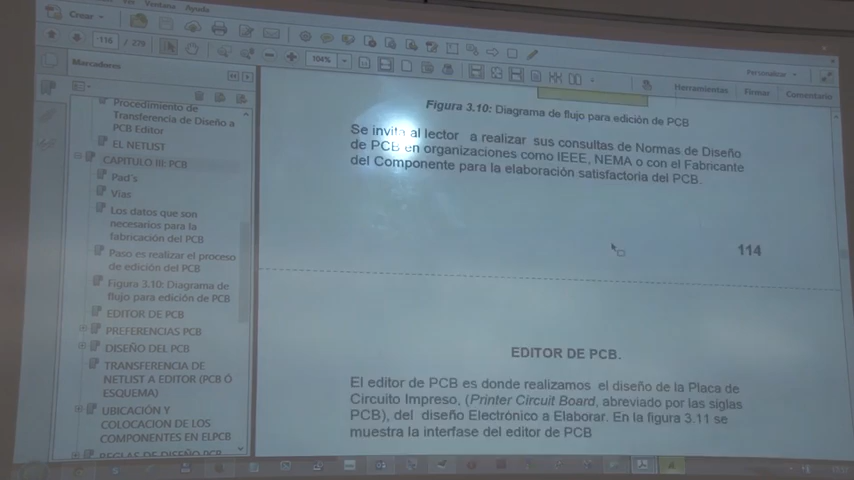 Ventana Ayuda
Crear
116 / 279
104%
Personalizar
Herramientas
Firmar
Comentario
Marcadores
Procedimiento de
Transferencia de Diseño a
PCB Editor
EL NETLIST
CAPITULO III: PCB
Pad's
Vias
Los datos que son
necesarios para la
fabricación del PCB
Paso es realizar el proceso
de edición del PCB
Figura 3.10: Diagrama de
flujo para edición de PCB
EDITOR DE PCB
PREFERENCIAS PCB
DISEÑO DEL PCB
TRANSFERENCIA DE
NETLIST A EDITOR (PCB Ó
ESQUEMA)
UBICACIÓN Y
COLOCACION DE LOS
COMPONENTES EN ELPCB
REGLAS DE DISEÑO PCB
Figura 3.10: Diagrama de flujo para edición de PCB
Se invita al lector a realizar sus consultas de Normas de Diseño
de PCB en organizaciones como IEEE, NEMA o con el Fabricante
del Componente para la elaboración satisfactoria del PCB.
114
EDITOR DE PCB.
El editor de PCB es donde realizamos el diseño de la Placa de
Circuito Impreso, (Printer Circuit Board, abreviado por las siglas
PCB), del diseño Electrónico a Elaborar. En la figura 3.11 se
muestra la interfase del editor de PCB